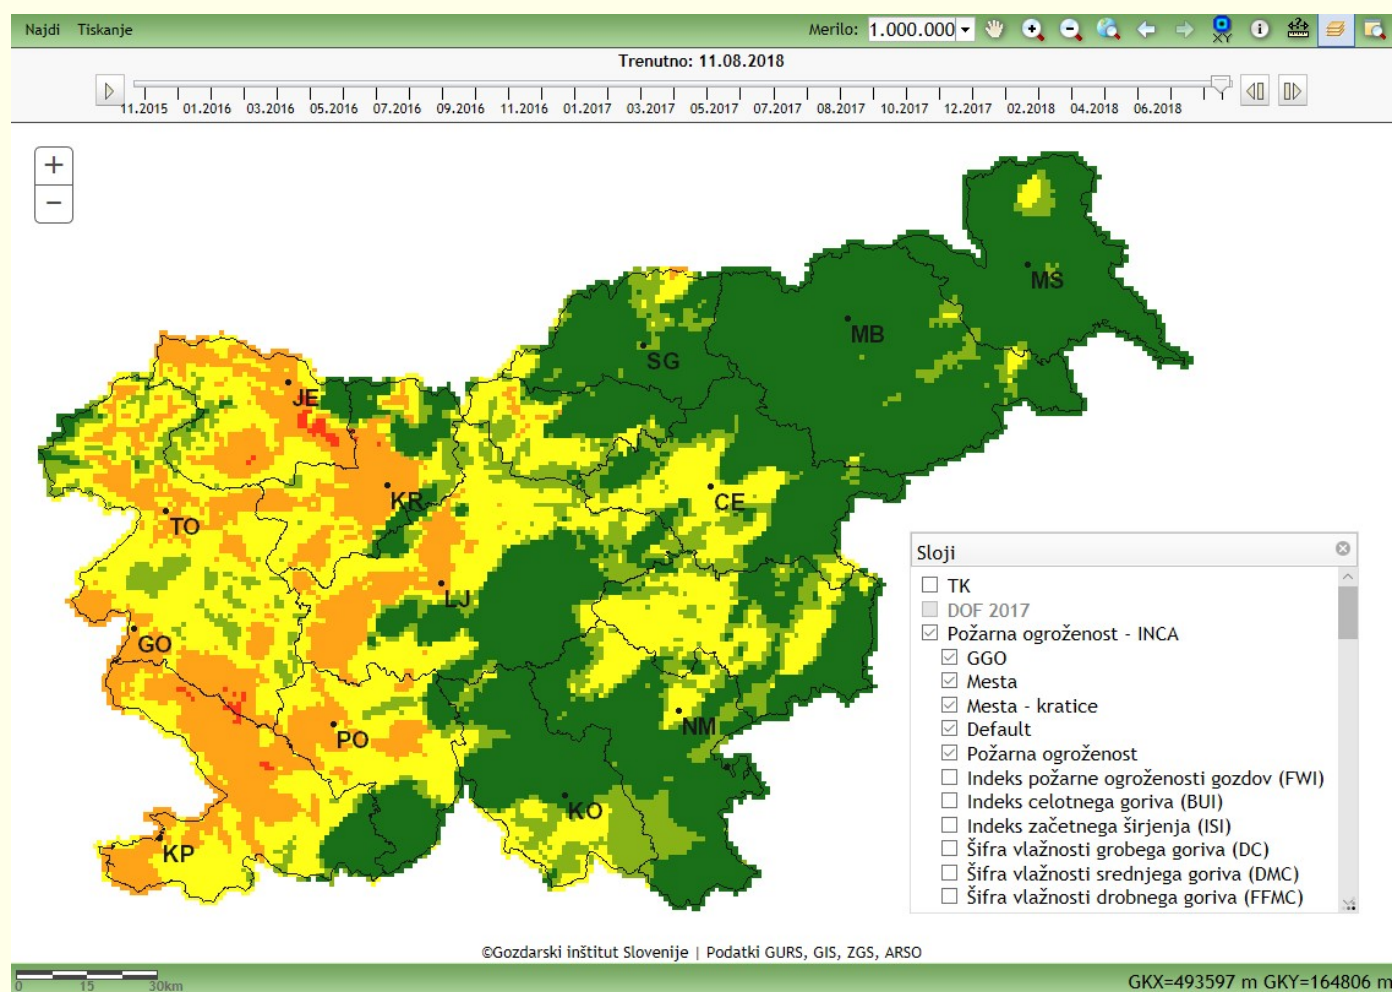 Najdi Tiskanje Merilo: 1.000.000
Trenutno: 11.08.2018
11.2015 01.2016 03.2016 05.2016 07.2016 09.2016 11.2016 01.2017 03.2017 05.2017 07.2017 08.2017 10.2017 12.2017 02.2018 04.2018 06.2018
+
−
MS
MB
SG
JE
KR
CE
TO
LJ
GO
NM
PO
KO
KP
Sloji
TK
DOF 2017
Požarna ogroženost - INCA
GGO
Mesta
Mesta - kratice
Default
Požarna ogroženost
Indeks požarne ogroženosti gozdov (FWI)
Indeks celotnega goriva (BUI)
Indeks začetnega širjenja (ISI)
Šifra vlažnosti grobega goriva (DC)
Šifra vlažnosti srednjega goriva (DMC)
Šifra vlažnosti drobnega goriva (FFMC)
©Gozdarski inštitut Slovenije | Podatki GURS, GIS, ZGS, ARSO
0 15 30km
GKX=493597 m GKY=164806 m